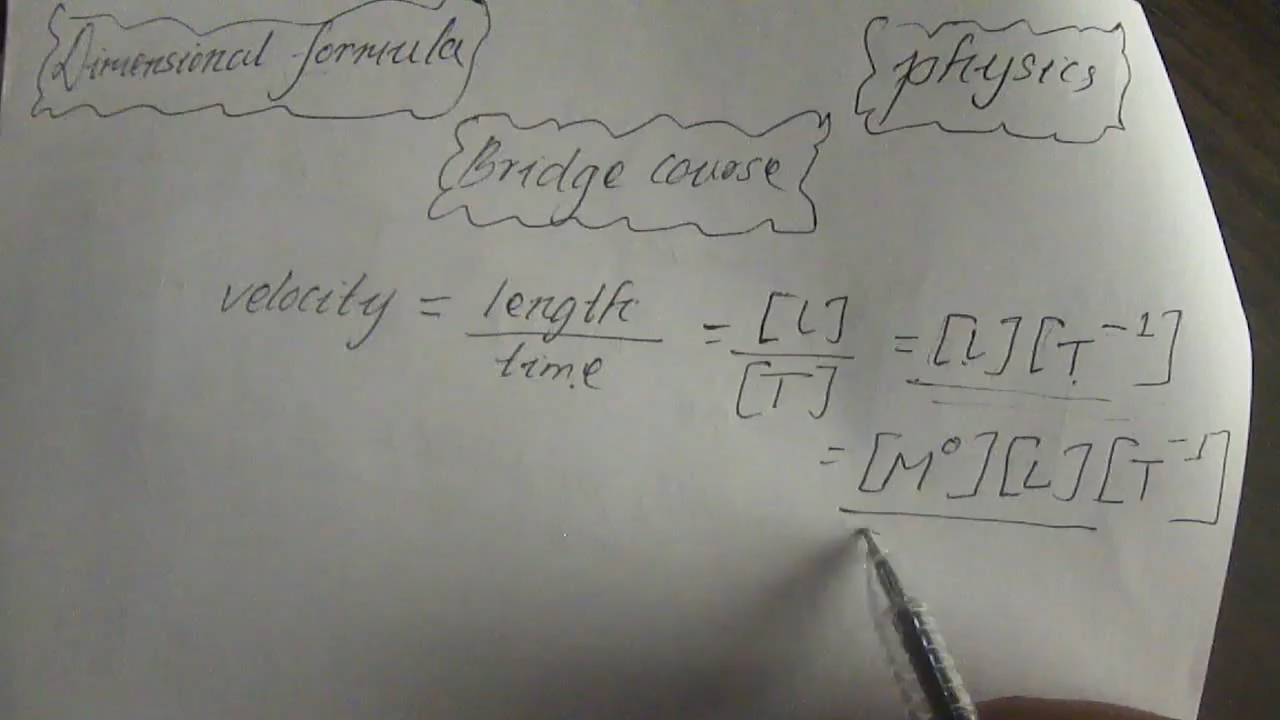 Dimensional formula
physics
Bridge course
velocity = length / time = [L] / [T] = [L][T⁻¹]
= [M⁰][L][T⁻¹]